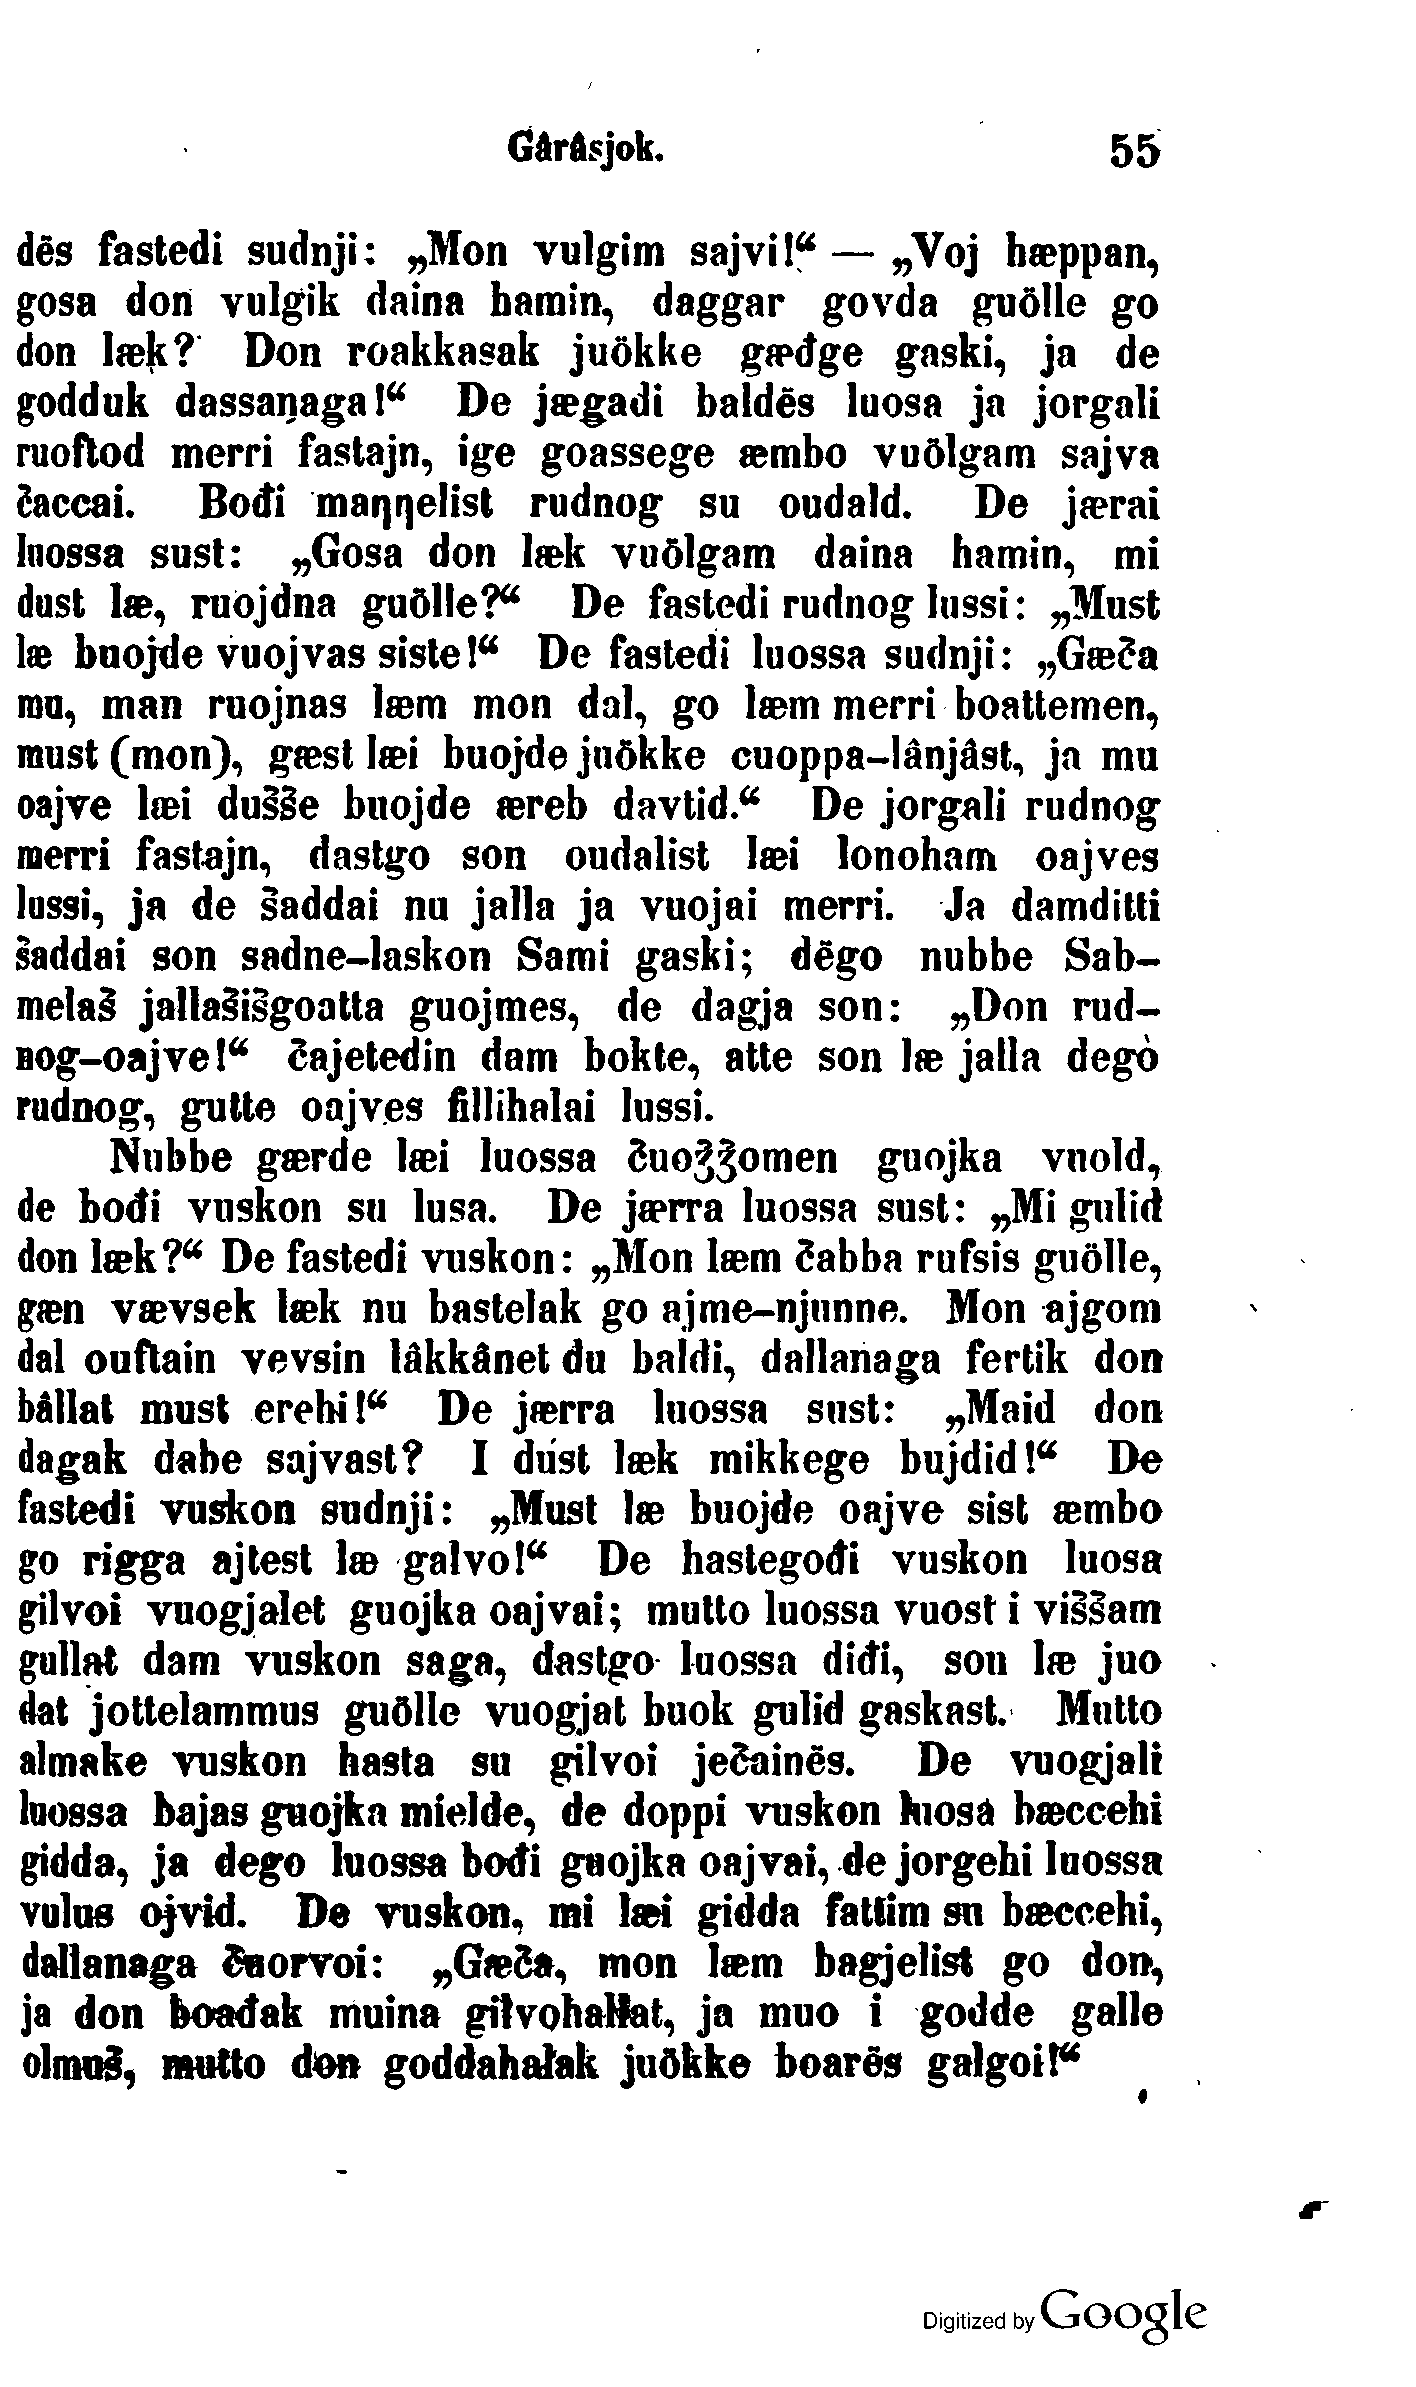 Gârâsjok. 55
dës fastedi sudnji: „Mon vulgim sajvi!“ — „Voj hæppan,
gosa don vulgik daina hamin, daggar govda guölle go
don læk? Don roakkasak juökke gæđge gaski, ja de
godduk dassaṇaga!“ De jægadi baldës luosa ja jorgali
ruoftod merri fastajn, ige goassege æmbo vuölgam sajva
čaccai. Bođi maŋŋelist rudnog su oudald. De jærai
luossa sust: „Gosa don læk vuölgam daina hamin, mi
dust læ, ruojdna guölle?“ De fastedi rudnog lussi: „Must
læ buojde vuojvas siste!“ De fastedi luossa sudnji: „Gæča
mu, man ruojnas læm mon dal, go læm merri boattemen,
must (mon), gæst læi buojde juökke cuoppa-lânjâst, ja mu
oajve læi dušše buojde æreb davtid.“ De jorgali rudnog
merri fastajn, dastgo son oudalist læi lonoham oajves
lussi, ja de šaddai nu jalla ja vuojai merri. Ja damditti
šaddai son sadne-laskon Sami gaski; dëgo nubbe Sab-
melaš jallašišgoatta guojmes, de dagja son: „Don rud-
nog-oajve!“ čajetedin dam bokte, atte son læ jalla dego
rudnog, gutte oajves fillihalai lussi.
Nubbe gærde læi luossa čuoǯǯomen guojka vuold,
de bođi vuskon su lusa. De jærra luossa sust: „Mi gulid
don læk?“ De fastedi vuskon: „Mon læm čabba rufsis guölle,
gæn vævsek læk nu bastelak go ajme-njunne. Mon ajgom
dal ouftain vevsin lâkkânet du baldi, dallanaga fertik don
bâllat must erehi!“ De jærra luossa sust: „Maid don
dagak dabe sajvast? I dust læk mikkege bujdid!“ De
fastedi vuskon sudnji: „Must læ buojde oajve sist æmbo
go rigga ajtest læ galvo!“ De hastegođi vuskon luosa
gilvoi vuogjalet guojka oajvai; mutto luossa vuost i viššam
gullat dam vuskon saga, dastgo luossa diđi, son læ juo
dat jottelammus guölle vuogjat buok gulid gaskast. Mutto
almake vuskon hasta su gilvoi ječainës. De vuogjali
luossa bajas guojka mielde, de doppi vuskon luosa bæccehi
gidda, ja dego luossa bođi guojka oajvai, de jorgehi luossa
vulus ojvid. De vuskon, mi læi gidda fattim su bæccehi,
dallanaga čuorvoi: „Gæča, mon læm bagjelist go don,
ja don boađak muina gilvohallat, ja muo i godde galle
olmuš, mutto don goddahalak juökke boarës galgoi!“
Digitized by Google